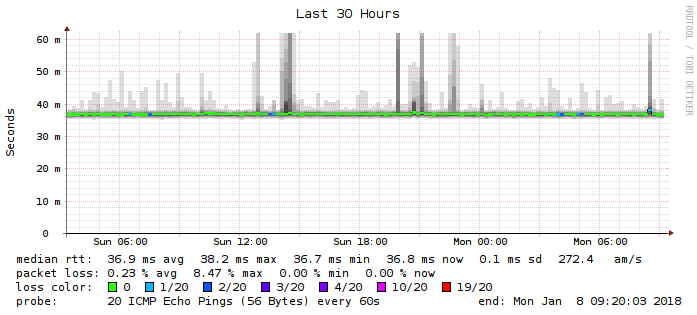 Last 30 Hours
RRDTOOL / TOBI OETIKER
Seconds
60 m
50 m
40 m
30 m
20 m
10 m
0
Sun 06:00 Sun 12:00 Sun 18:00 Mon 00:00 Mon 06:00
median rtt: 36.9 ms avg 38.2 ms max 36.7 ms min 36.8 ms now 0.1 ms sd 272.4 am/s
packet loss: 0.23 % avg 8.47 % max 0.00 % min 0.00 % now
loss color: 0 1/20 2/20 3/20 4/20 10/20 19/20
probe: 20 ICMP Echo Pings (56 Bytes) every 60s end: Mon Jan 8 09:20:03 2018